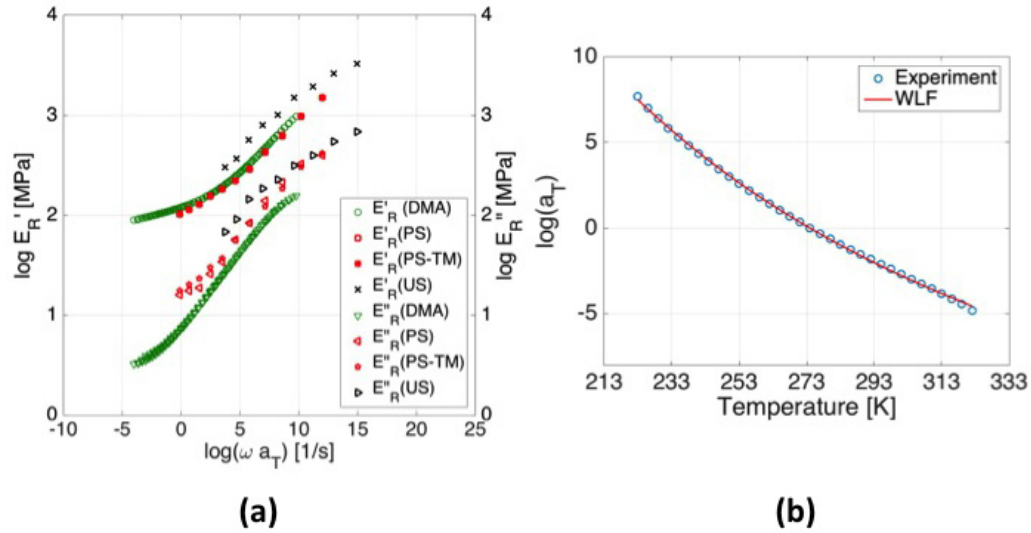 4
4
3
3
2
2
1
1
0
0
-10
-5
0
5
10
15
20
25
log E_R' [MPa]
log E_R" [MPa]
log(ω a_T) [1/s]
E'_R (DMA)
E'_R(PS)
E'_R(PS-TM)
E'_R(US)
E"_R(DMA)
E"_R(PS)
E"_R(PS-TM)
E"_R(US)
(a)
10
5
0
-5
213
233
253
273
293
313
333
log(a_T)
Temperature [K]
Experiment
WLF
(b)